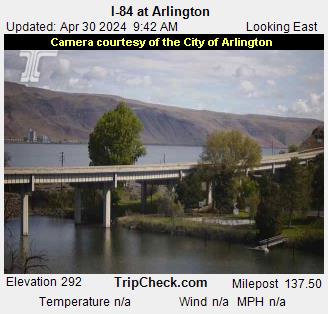 I-84 at Arlington
Updated: Apr 30 2024 9:42 AM Looking East
Camera courtesy of the City of Arlington
Elevation 292 TripCheck.com Milepost 137.50
Temperature n/a Wind n/a MPH n/a